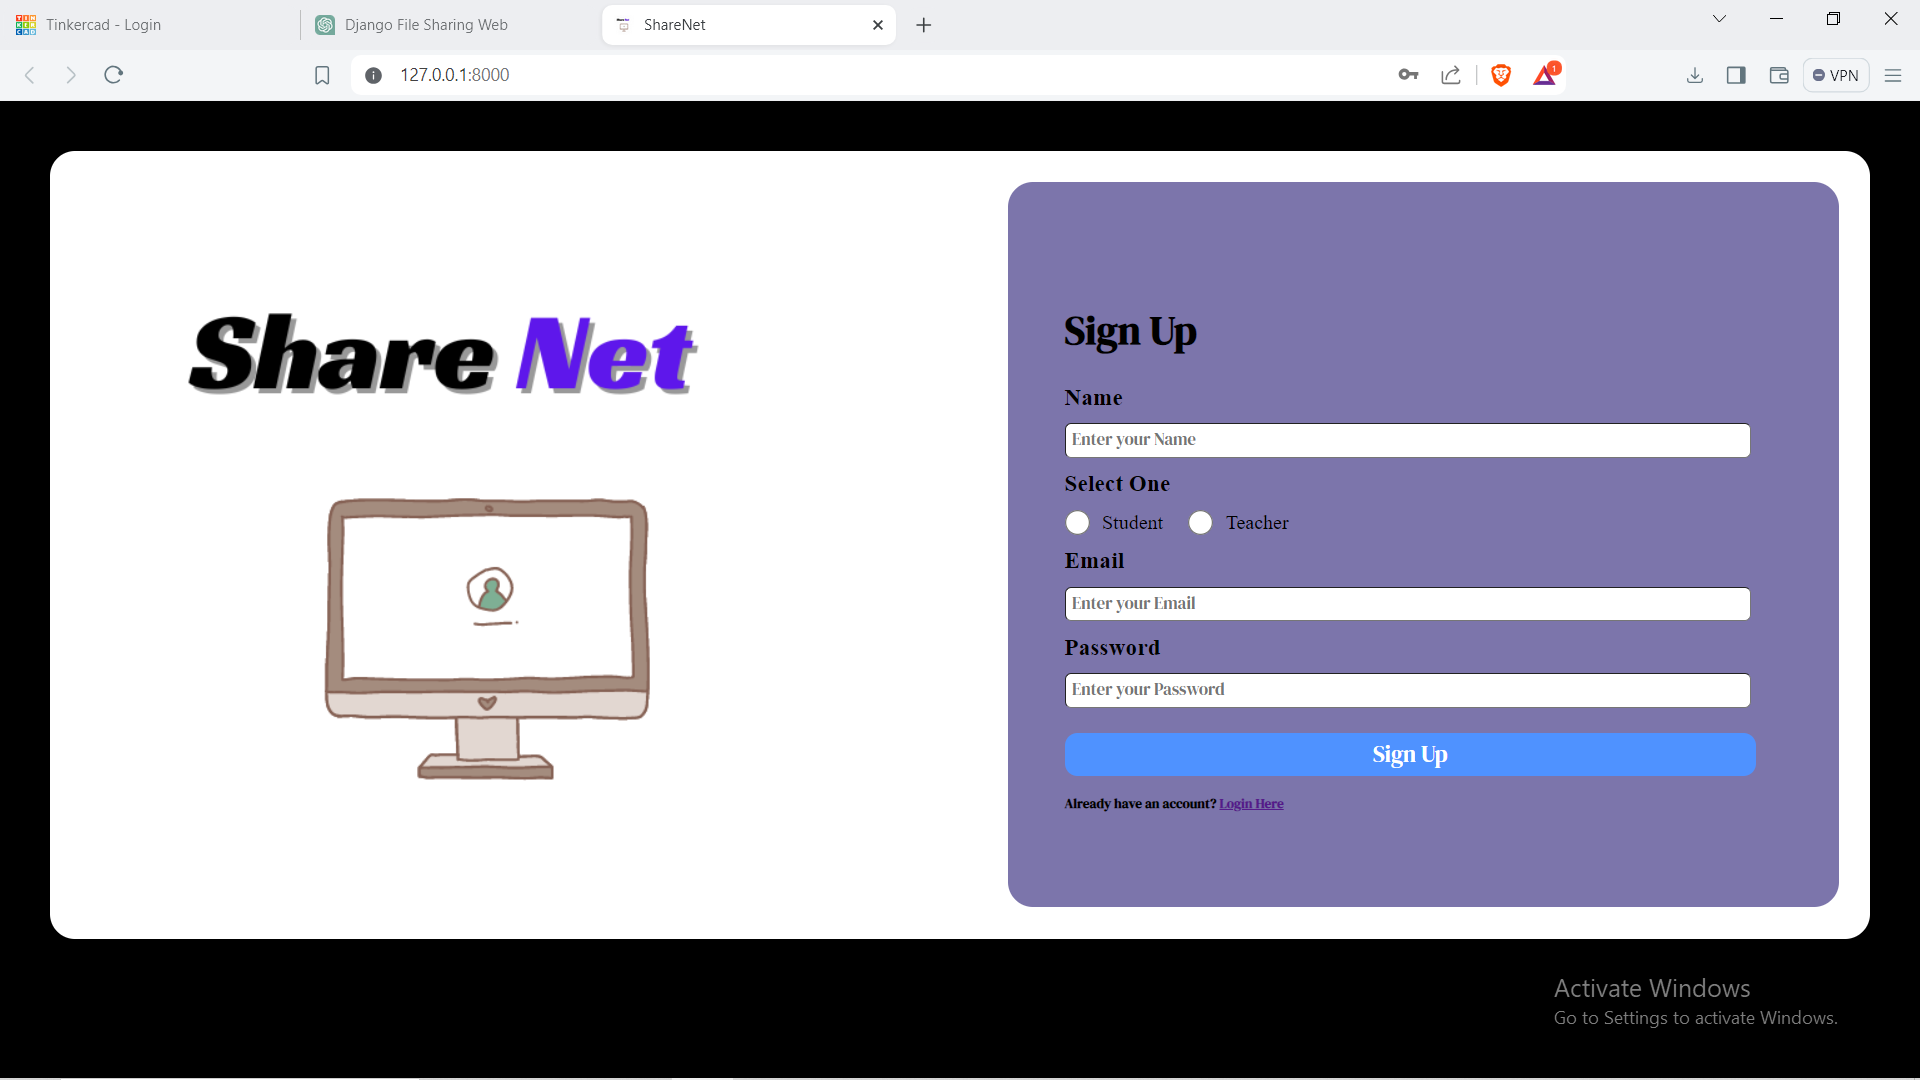 Tinkercad - Login
Django File Sharing Web
ShareNet
127.0.0.1:8000
1
VPN
Share Net
Sign Up
Name
Enter your Name
Select One
Student Teacher
Email
Enter your Email
Password
Enter your Password
Sign Up
Already have an account? Login Here
Activate Windows
Go to Settings to activate Windows.